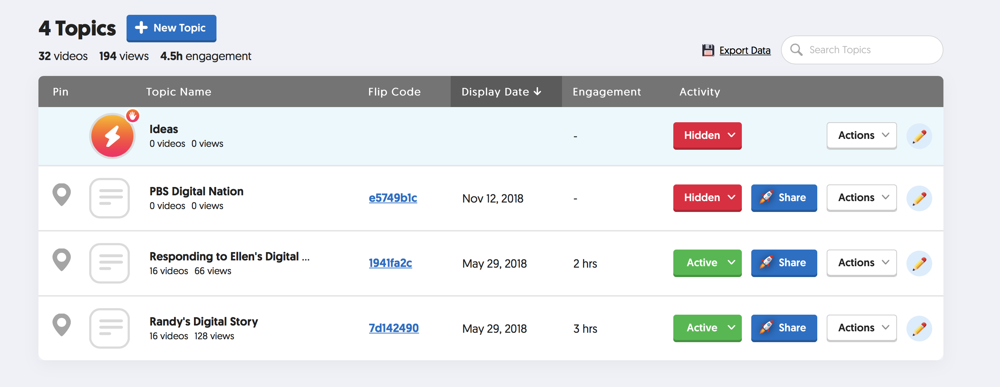 4 Topics
New Topic
32 videos 194 views 4.5h engagement
Export Data
Search Topics
Pin Topic Name Flip Code Display Date Engagement Activity
Ideas
0 videos 0 views
-
Hidden
Actions
PBS Digital Nation
0 videos 0 views
e5749b1c
Nov 12, 2018
-
Hidden
Share
Actions
Responding to Ellen's Digital ...
16 videos 66 views
1941fa2c
May 29, 2018
2 hrs
Active
Share
Actions
Randy's Digital Story
16 videos 128 views
7d142490
May 29, 2018
3 hrs
Active
Share
Actions